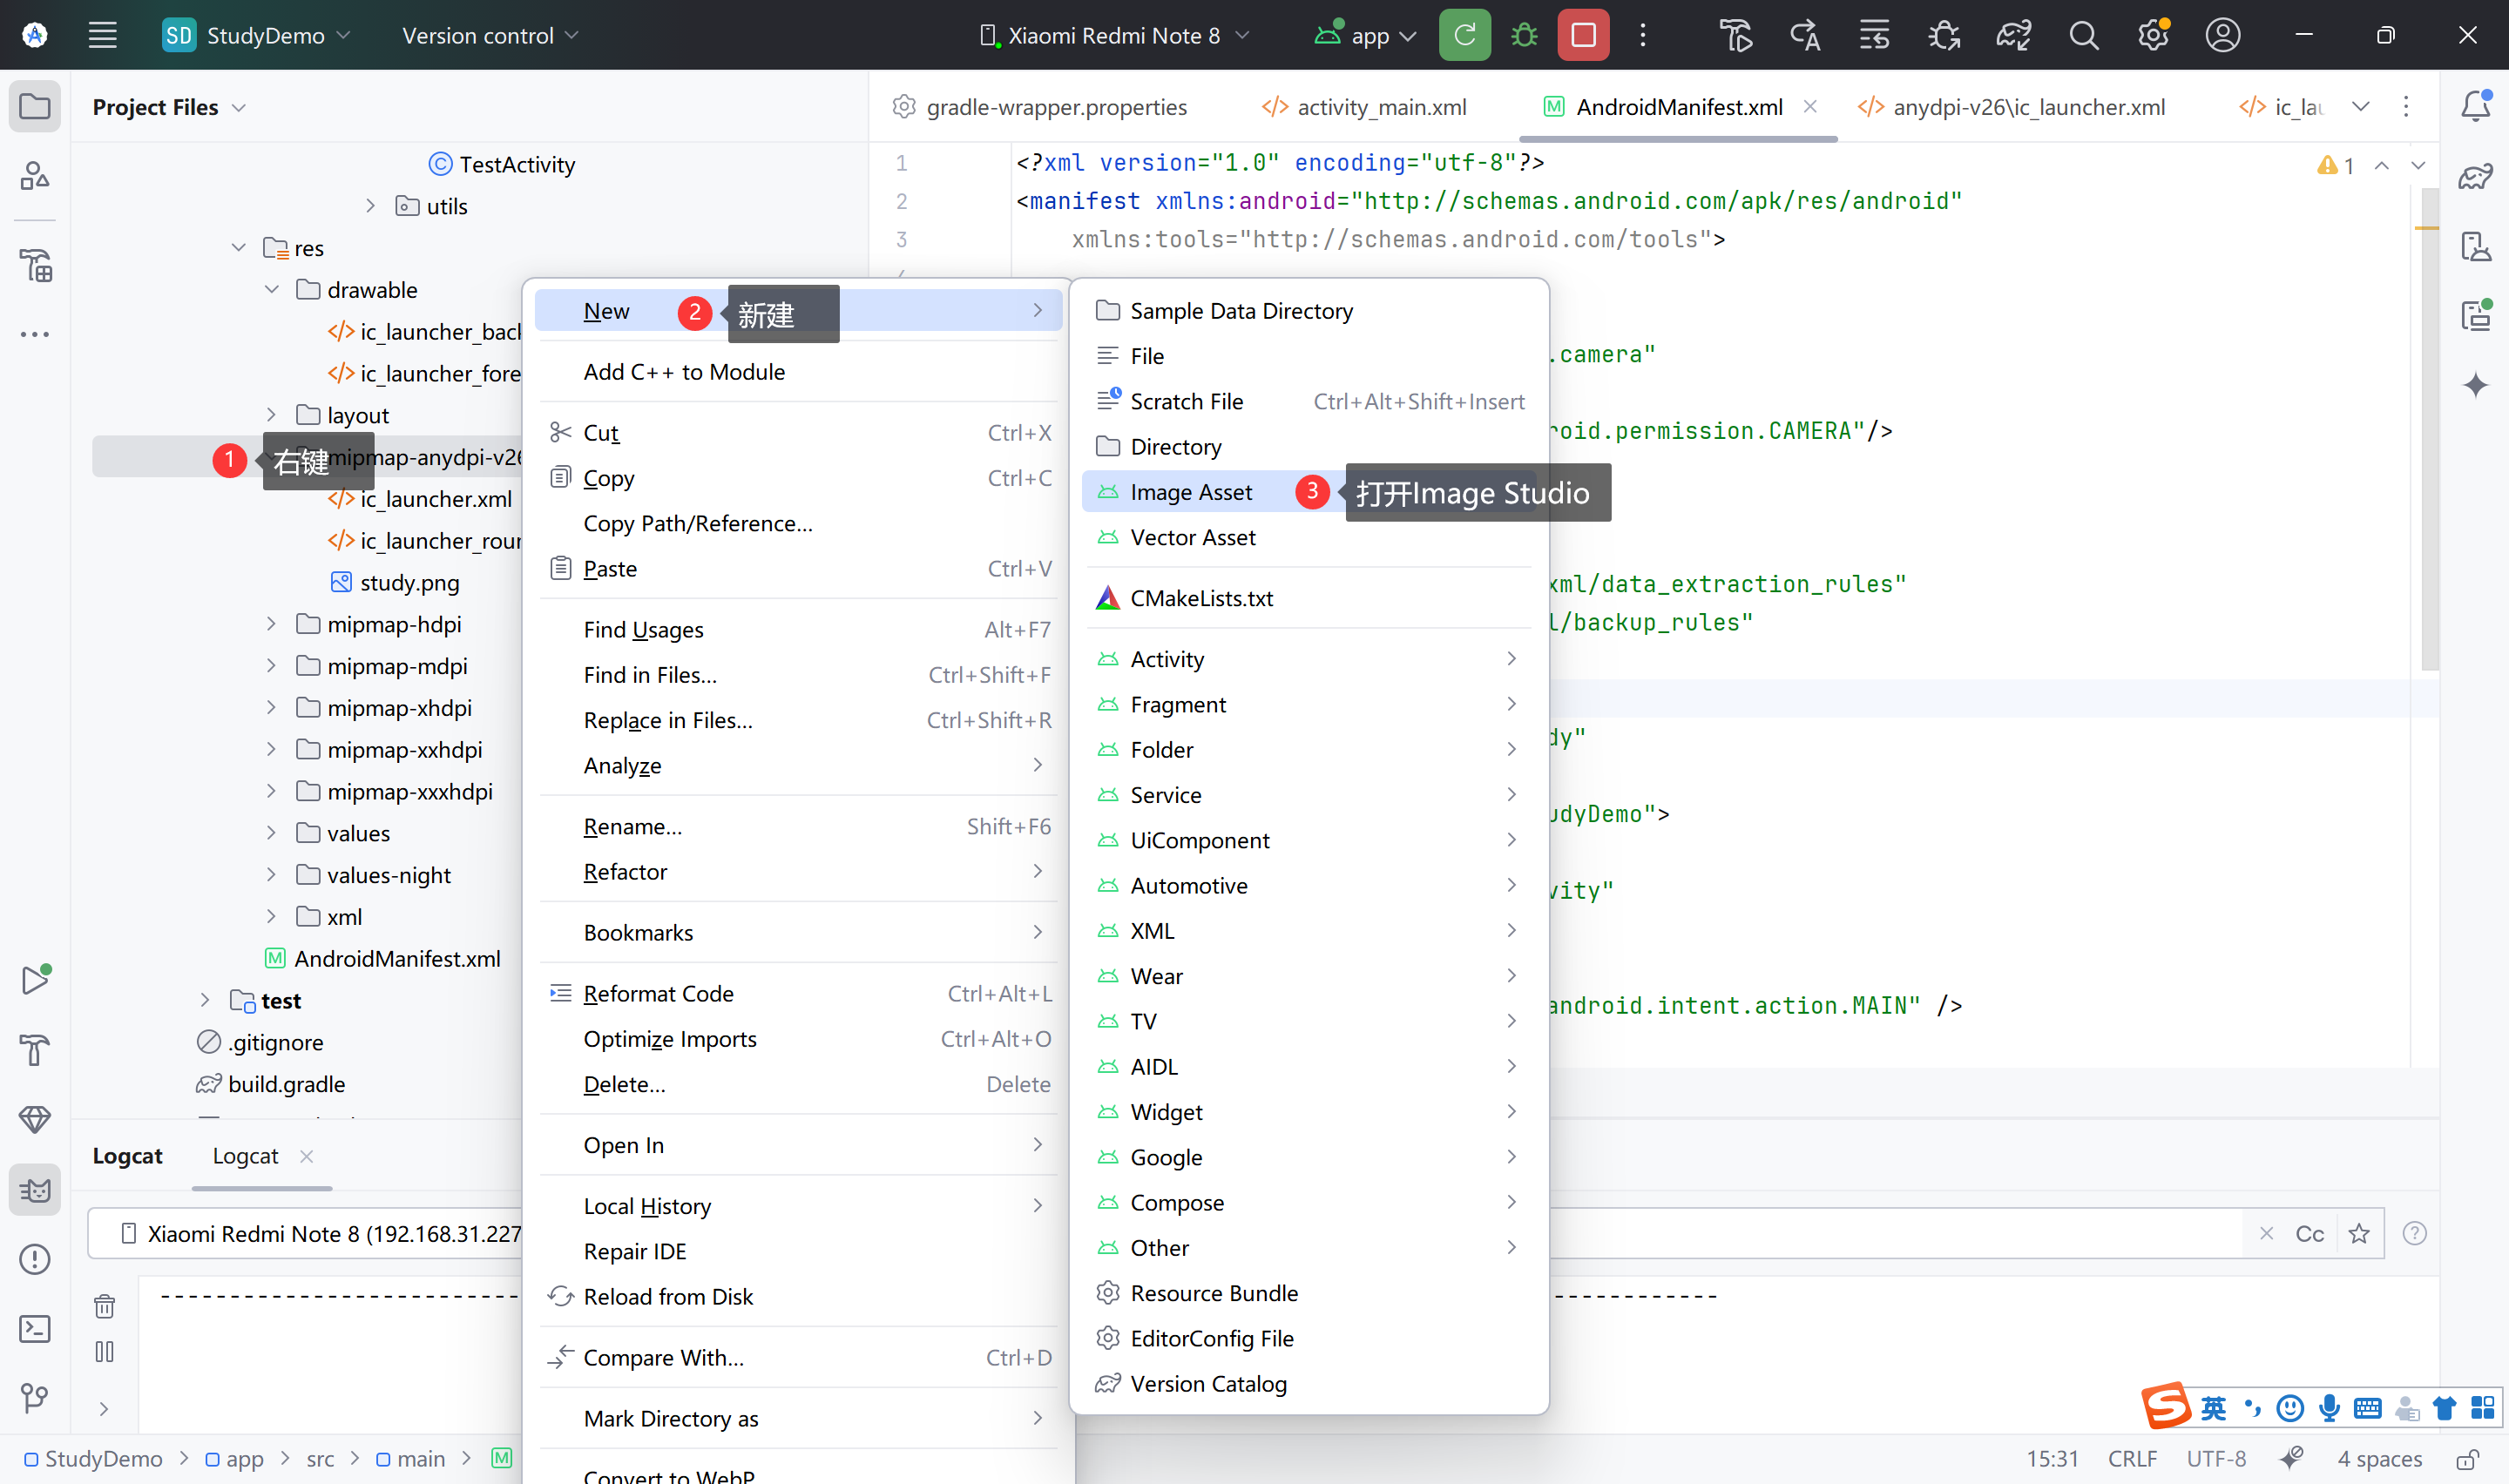 SD StudyDemo
Version control
Xiaomi Redmi Note 8
app
Project Files
TestActivity
utils
res
drawable
ic_launcher_back
ic_launcher_fore
layout
mipmap-anydpi-v26
ic_launcher.xml
ic_launcher_roun
study.png
mipmap-hdpi
mipmap-mdpi
mipmap-xhdpi
mipmap-xxhdpi
mipmap-xxxhdpi
values
values-night
xml
AndroidManifest.xml
test
.gitignore
build.gradle
1 右键
New
2 新建
Add C++ to Module
Cut Ctrl+X
Copy Ctrl+C
Copy Path/Reference...
Paste Ctrl+V
Find Usages Alt+F7
Find in Files... Ctrl+Shift+F
Replace in Files... Ctrl+Shift+R
Analyze
Rename... Shift+F6
Refactor
Bookmarks
Reformat Code Ctrl+Alt+L
Optimize Imports Ctrl+Alt+O
Delete... Delete
Open In
Local History
Repair IDE
Reload from Disk
Compare With... Ctrl+D
Mark Directory as
Convert to WebP
Sample Data Directory
File
Scratch File Ctrl+Alt+Shift+Insert
Directory
Image Asset
3 打开Image Studio
Vector Asset
CMakeLists.txt
Activity
Fragment
Folder
Service
UiComponent
Automotive
XML
Wear
TV
AIDL
Widget
Google
Compose
Other
Resource Bundle
EditorConfig File
Version Catalog
gradle-wrapper.properties
activity_main.xml
AndroidManifest.xml
anydpi-v26\ic_launcher.xml
ic_lau
1 <?xml version="1.0" encoding="utf-8"?>
2 <manifest xmlns:android="http://schemas.android.com/apk/res/android"
3 xmlns:tools="http://schemas.android.com/tools">
1
.camera"
roid.permission.CAMERA"/>
xml/data_extraction_rules"
l/backup_rules"
dy"
udyDemo">
vity"
android.intent.action.MAIN" />
Logcat
Logcat
Xiaomi Redmi Note 8 (192.168.31.227
Cc
英
StudyDemo > app > src > main >
15:31 CRLF UTF-8 4 spaces